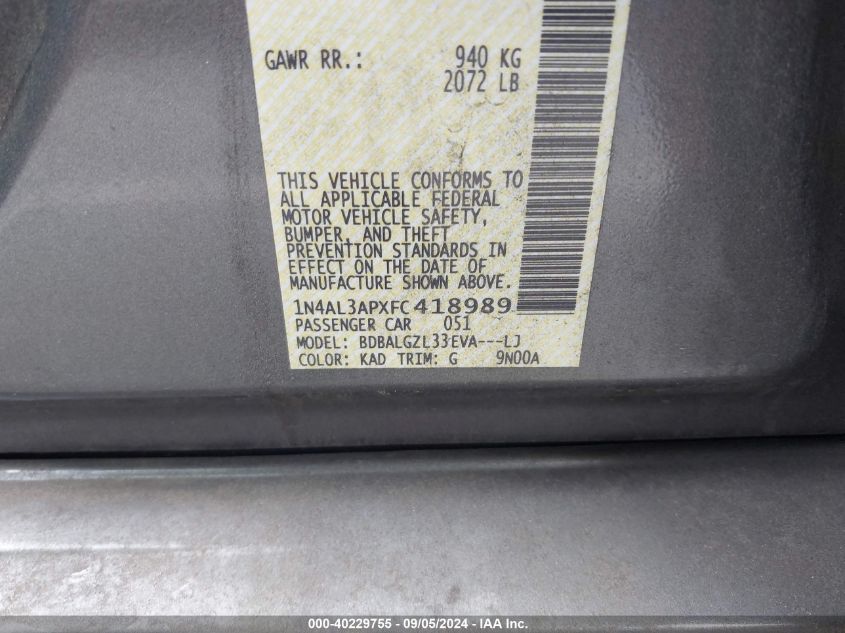 GAWR RR.: 940 KG
2072 LB
THIS VEHICLE CONFORMS TO
ALL APPLICABLE FEDERAL
MOTOR VEHICLE SAFETY,
BUMPER, AND THEFT
PREVENTION STANDARDS IN
EFFECT ON THE DATE OF
MANUFACTURE SHOWN ABOVE.
1N4AL3APXFC418989
PASSENGER CAR 051
MODEL: BDBALGZL33EVA---LJ
COLOR: KAD TRIM: G 9N00A
000-40229755 - 09/05/2024 - IAA Inc.